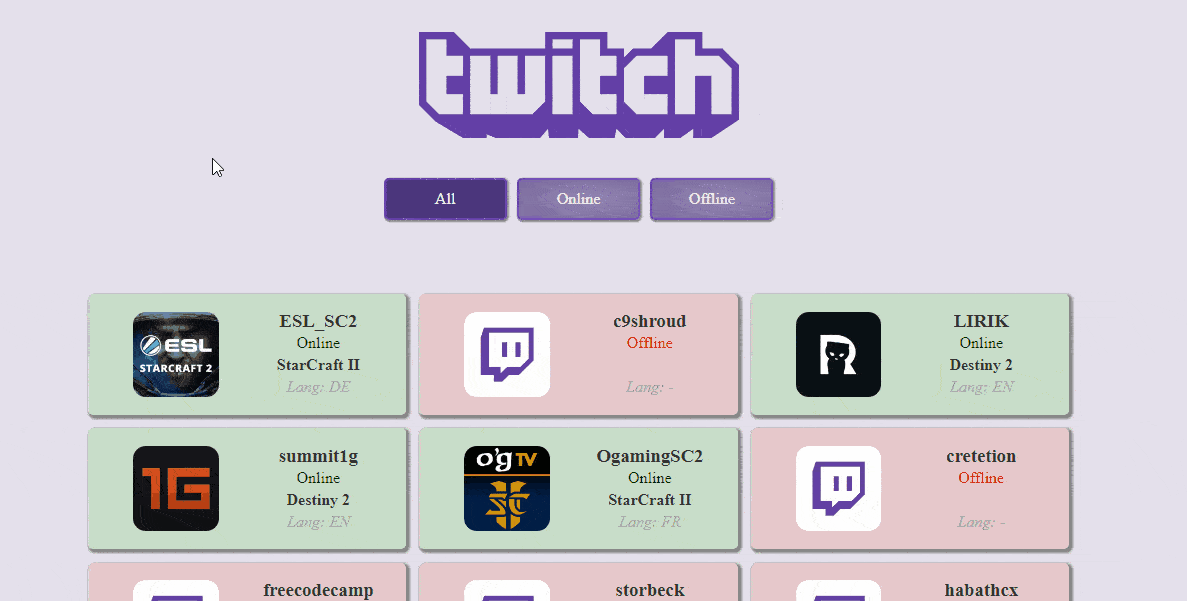 twitch
All Online Offline
ESL_SC2
Online
StarCraft II
Lang: DE
ESL
STARCRAFT 2
c9shroud
Offline
Lang: -
LIRIK
Online
Destiny 2
Lang: EN
R
summit1g
Online
Destiny 2
Lang: EN
1G
OgamingSC2
Online
StarCraft II
Lang: FR
O'G TV
SC
cretetion
Offline
Lang: -
freecodecamp
storbeck
habathcx